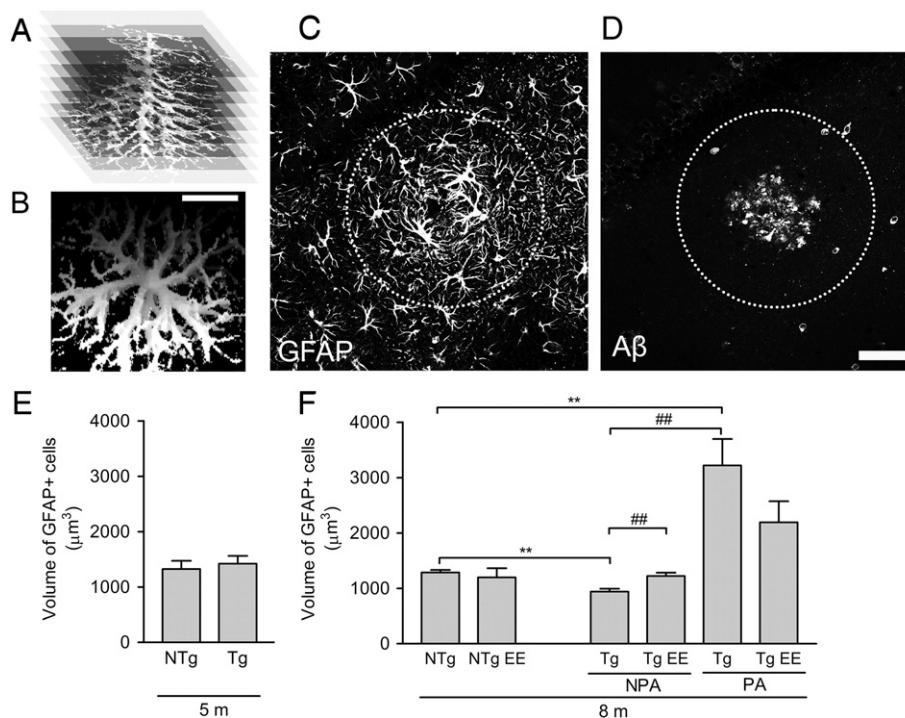 A
B
C
GFAP
D
Aβ
E
Volume of GFAP+ cells
(μm³)
4000
3000
2000
1000
0
NTg
Tg
5 m
F
Volume of GFAP+ cells
(μm³)
4000
3000
2000
1000
0
**
##
##
**
NTg
NTg EE
Tg
Tg EE
Tg
Tg EE
NPA
PA
8 m